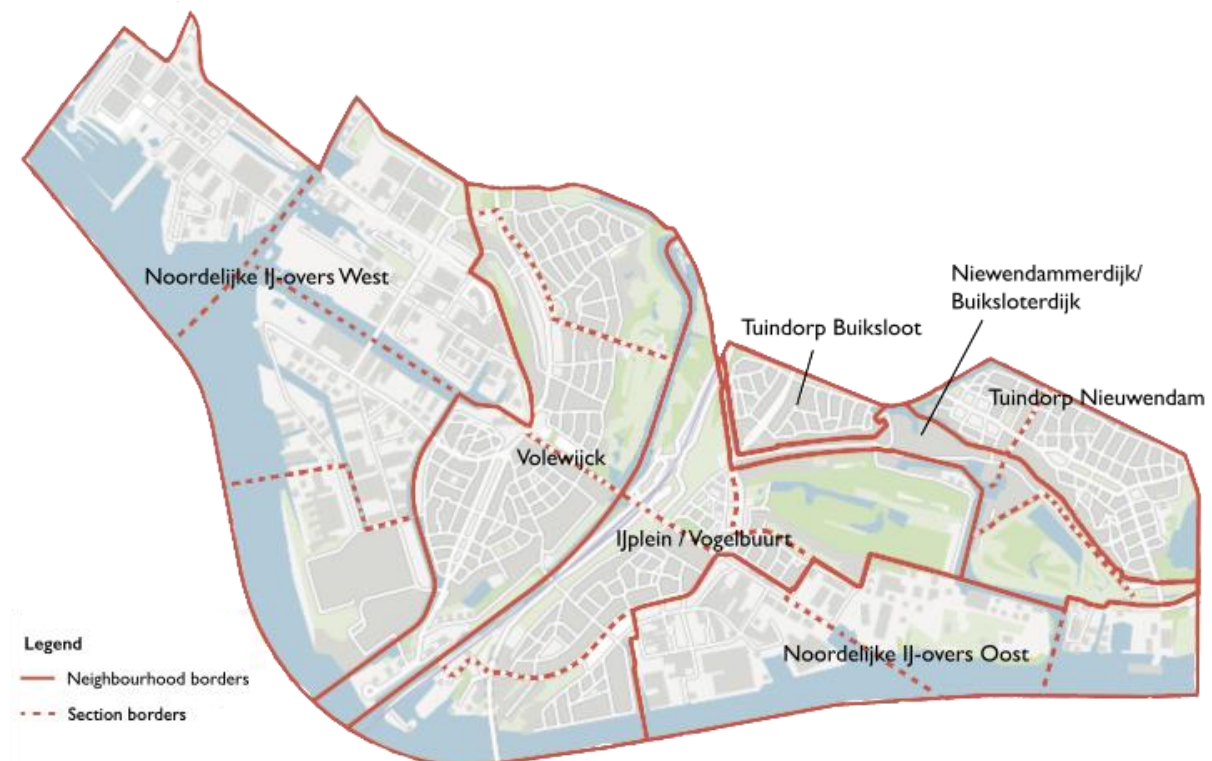 Noordelijke IJ-overs West
Niewendammerdijk/
Buiksloterdijk
Tuindorp Buiksloot
Tuindorp Nieuwendam
Volewijck
IJplein / Vogelbuurt
Noordelijke IJ-overs Oost
Legend
Neighbourhood borders
Section borders